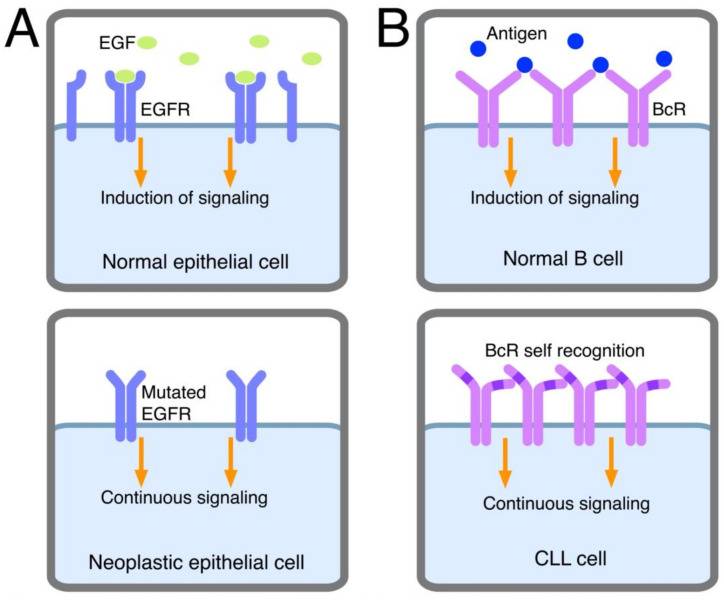 A
EGF
EGFR
Induction of signaling
Normal epithelial cell
Mutated
EGFR
Continuous signaling
Neoplastic epithelial cell
B
Antigen
BcR
Induction of signaling
Normal B cell
BcR self recognition
Continuous signaling
CLL cell